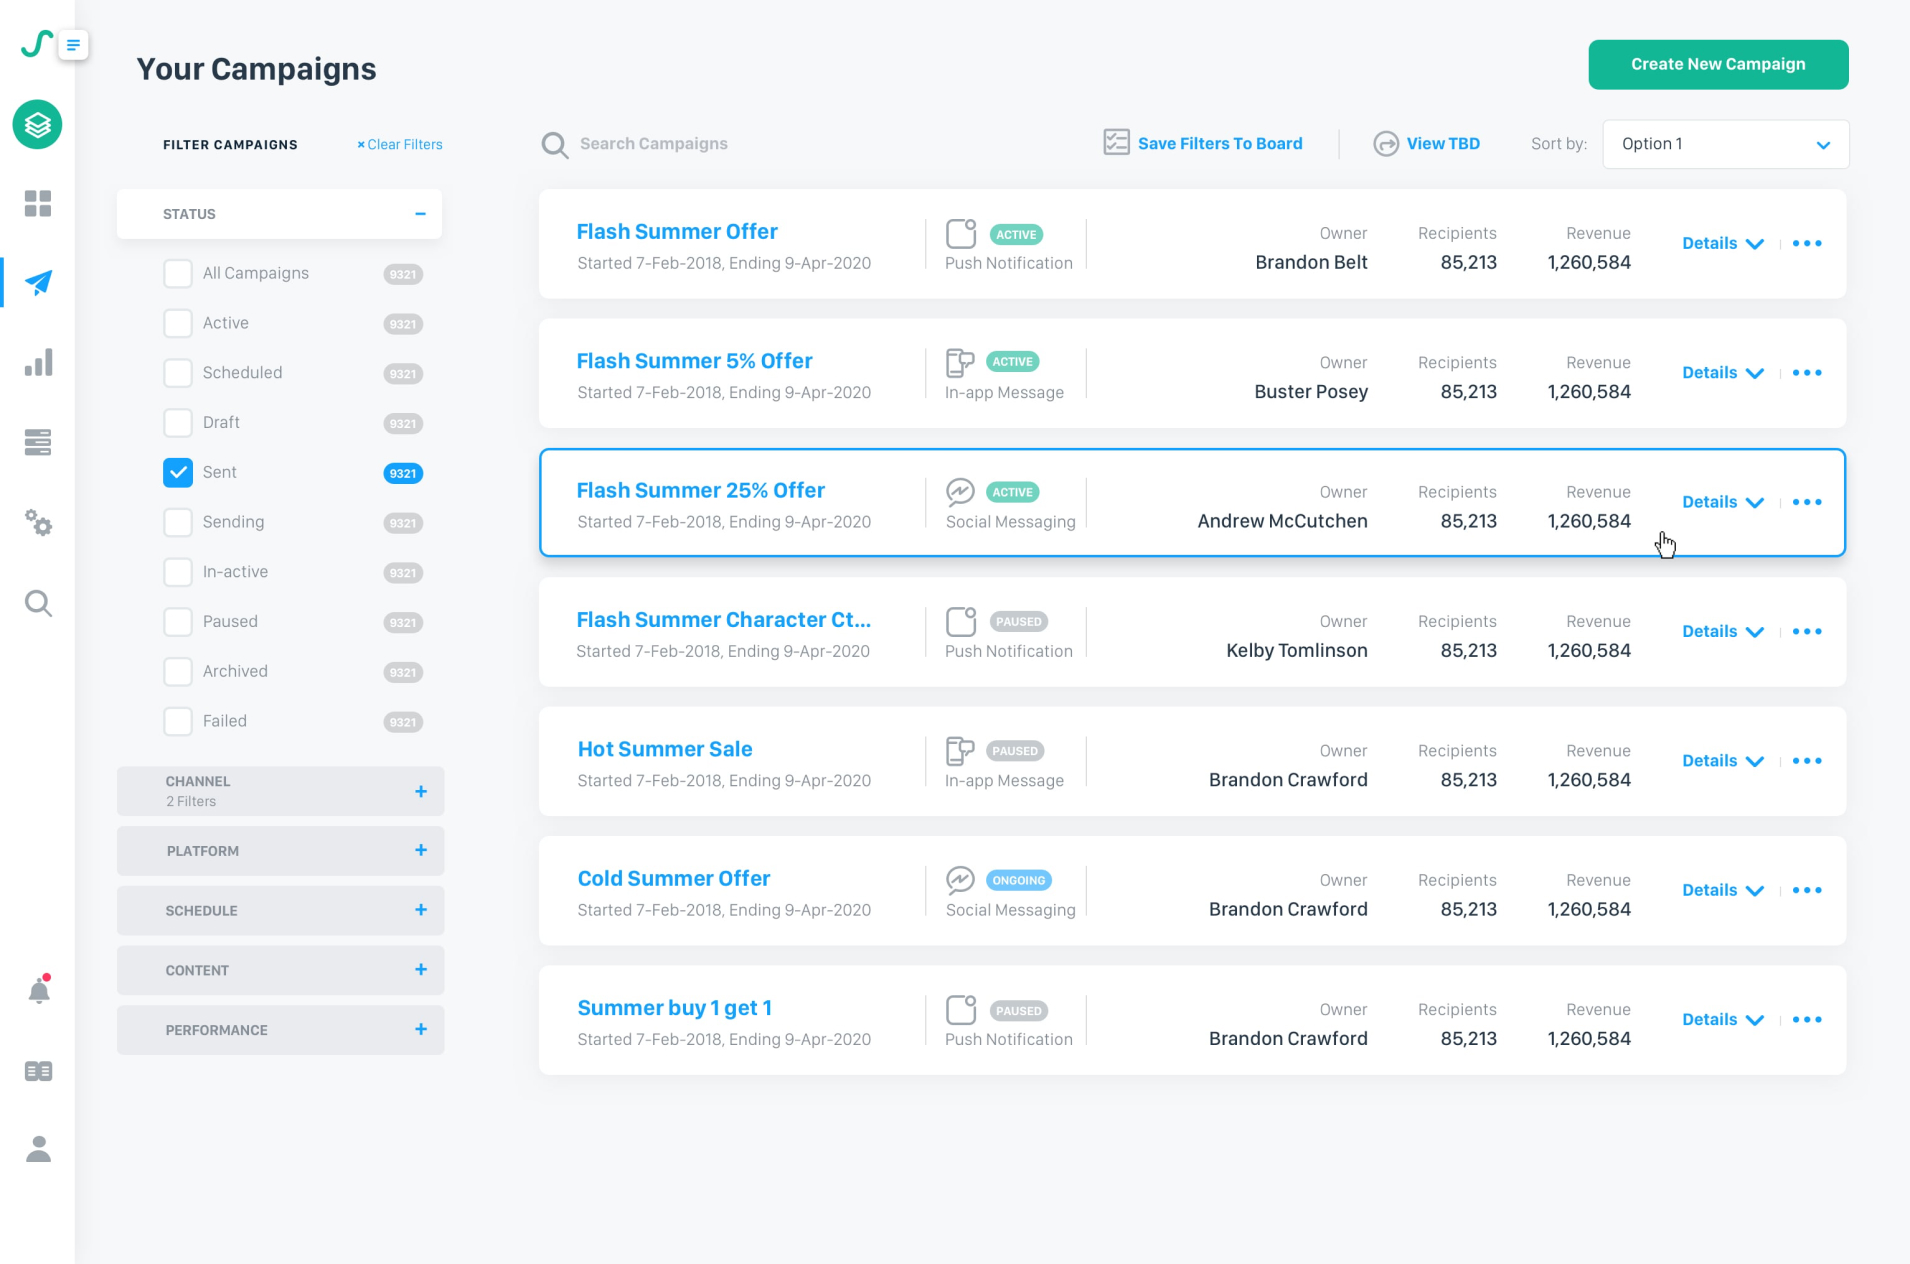 Your Campaigns
Create New Campaign
FILTER CAMPAIGNS
× Clear Filters
Search Campaigns
Save Filters To Board
View TBD
Sort by:
Option 1
STATUS
All Campaigns 9321
Active 9321
Scheduled 9321
Draft 9321
Sent 9321
Sending 9321
In-active 9321
Paused 9321
Archived 9321
Failed 9321
CHANNEL
2 Filters
PLATFORM
SCHEDULE
CONTENT
PERFORMANCE
Flash Summer Offer ACTIVE Owner Recipients Revenue Details
Started 7-Feb-2018, Ending 9-Apr-2020 Push Notification Brandon Belt 85,213 1,260,584
Flash Summer 5% Offer ACTIVE Owner Recipients Revenue Details
Started 7-Feb-2018, Ending 9-Apr-2020 In-app Message Buster Posey 85,213 1,260,584
Flash Summer 25% Offer ACTIVE Owner Recipients Revenue Details
Started 7-Feb-2018, Ending 9-Apr-2020 Social Messaging Andrew McCutchen 85,213 1,260,584
Flash Summer Character Ct... PAUSED Owner Recipients Revenue Details
Started 7-Feb-2018, Ending 9-Apr-2020 Push Notification Kelby Tomlinson 85,213 1,260,584
Hot Summer Sale PAUSED Owner Recipients Revenue Details
Started 7-Feb-2018, Ending 9-Apr-2020 In-app Message Brandon Crawford 85,213 1,260,584
Cold Summer Offer ONGOING Owner Recipients Revenue Details
Started 7-Feb-2018, Ending 9-Apr-2020 Social Messaging Brandon Crawford 85,213 1,260,584
Summer buy 1 get 1 PAUSED Owner Recipients Revenue Details
Started 7-Feb-2018, Ending 9-Apr-2020 Push Notification Brandon Crawford 85,213 1,260,584